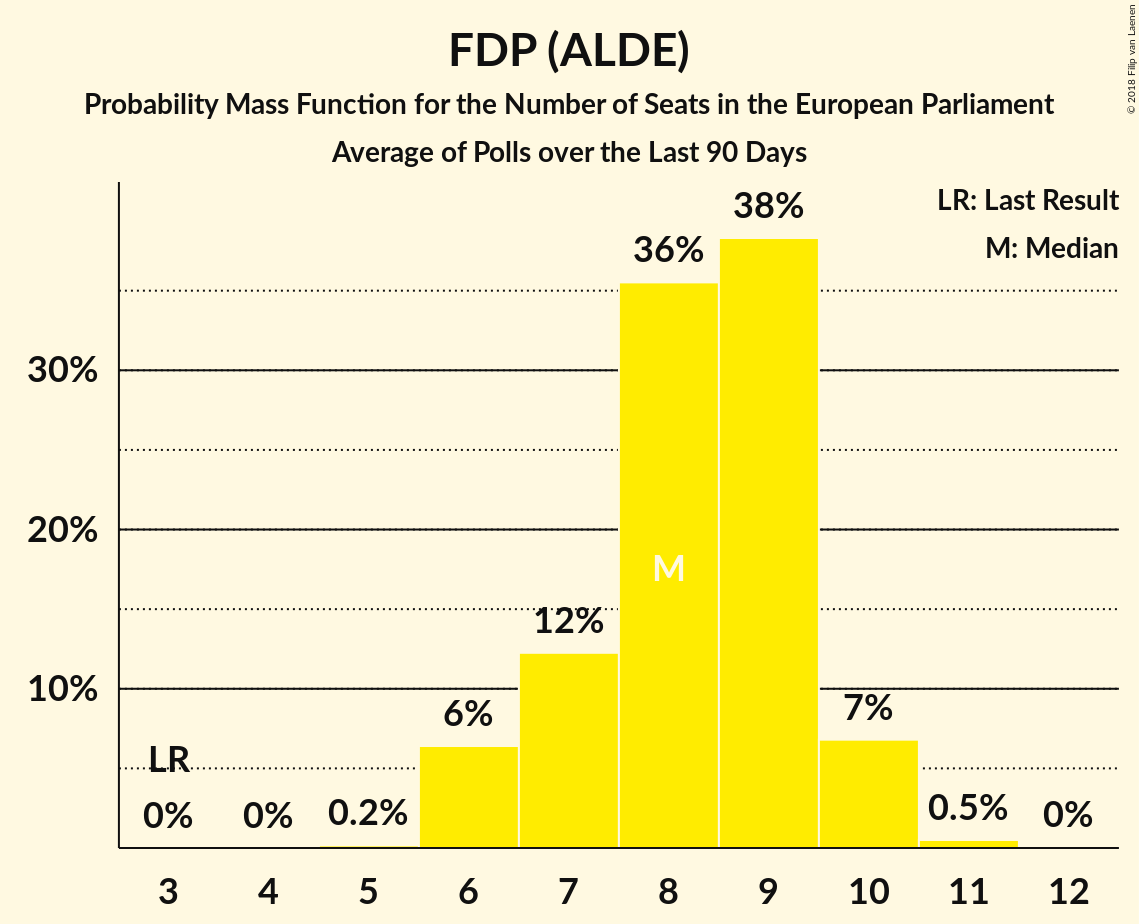 FDP (ALDE)
Probability Mass Function for the Number of Seats in the European Parliament
Average of Polls over the Last 90 Days
© 2018 Filip van Laenen
LR: Last Result
M: Median
38%
36%
30%
20%
M
12%
10%
6%
7%
LR
0%
0%
0.2%
0.5%
0%
3 4 5 6 7 8 9 10 11 12